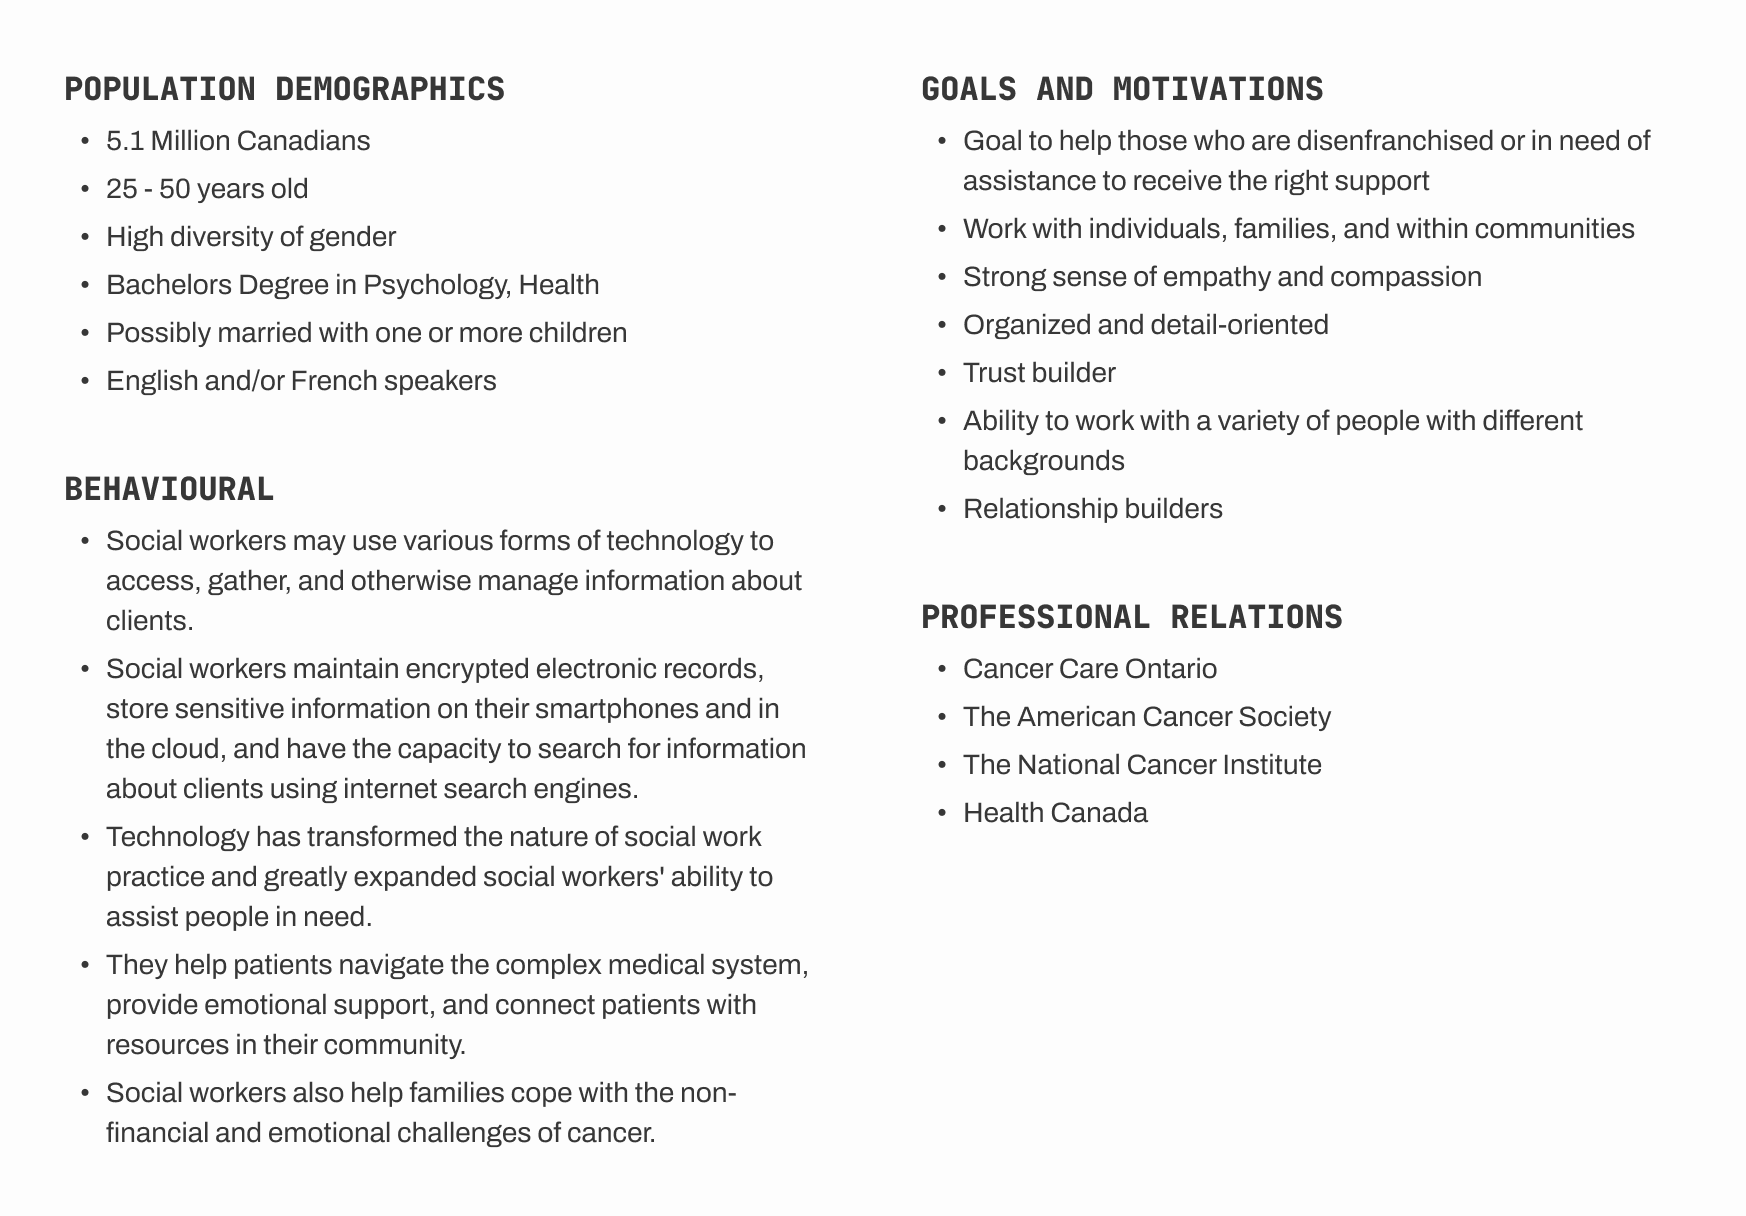 POPULATION DEMOGRAPHICS
• 5.1 Million Canadians
• 25 - 50 years old
• High diversity of gender
• Bachelors Degree in Psychology, Health
• Possibly married with one or more children
• English and/or French speakers
BEHAVIOURAL
• Social workers may use various forms of technology to
access, gather, and otherwise manage information about
clients.
• Social workers maintain encrypted electronic records,
store sensitive information on their smartphones and in
the cloud, and have the capacity to search for information
about clients using internet search engines.
• Technology has transformed the nature of social work
practice and greatly expanded social workers' ability to
assist people in need.
• They help patients navigate the complex medical system,
provide emotional support, and connect patients with
resources in their community.
• Social workers also help families cope with the non-
financial and emotional challenges of cancer.
GOALS AND MOTIVATIONS
• Goal to help those who are disenfranchised or in need of
assistance to receive the right support
• Work with individuals, families, and within communities
• Strong sense of empathy and compassion
• Organized and detail-oriented
• Trust builder
• Ability to work with a variety of people with different
backgrounds
• Relationship builders
PROFESSIONAL RELATIONS
• Cancer Care Ontario
• The American Cancer Society
• The National Cancer Institute
• Health Canada